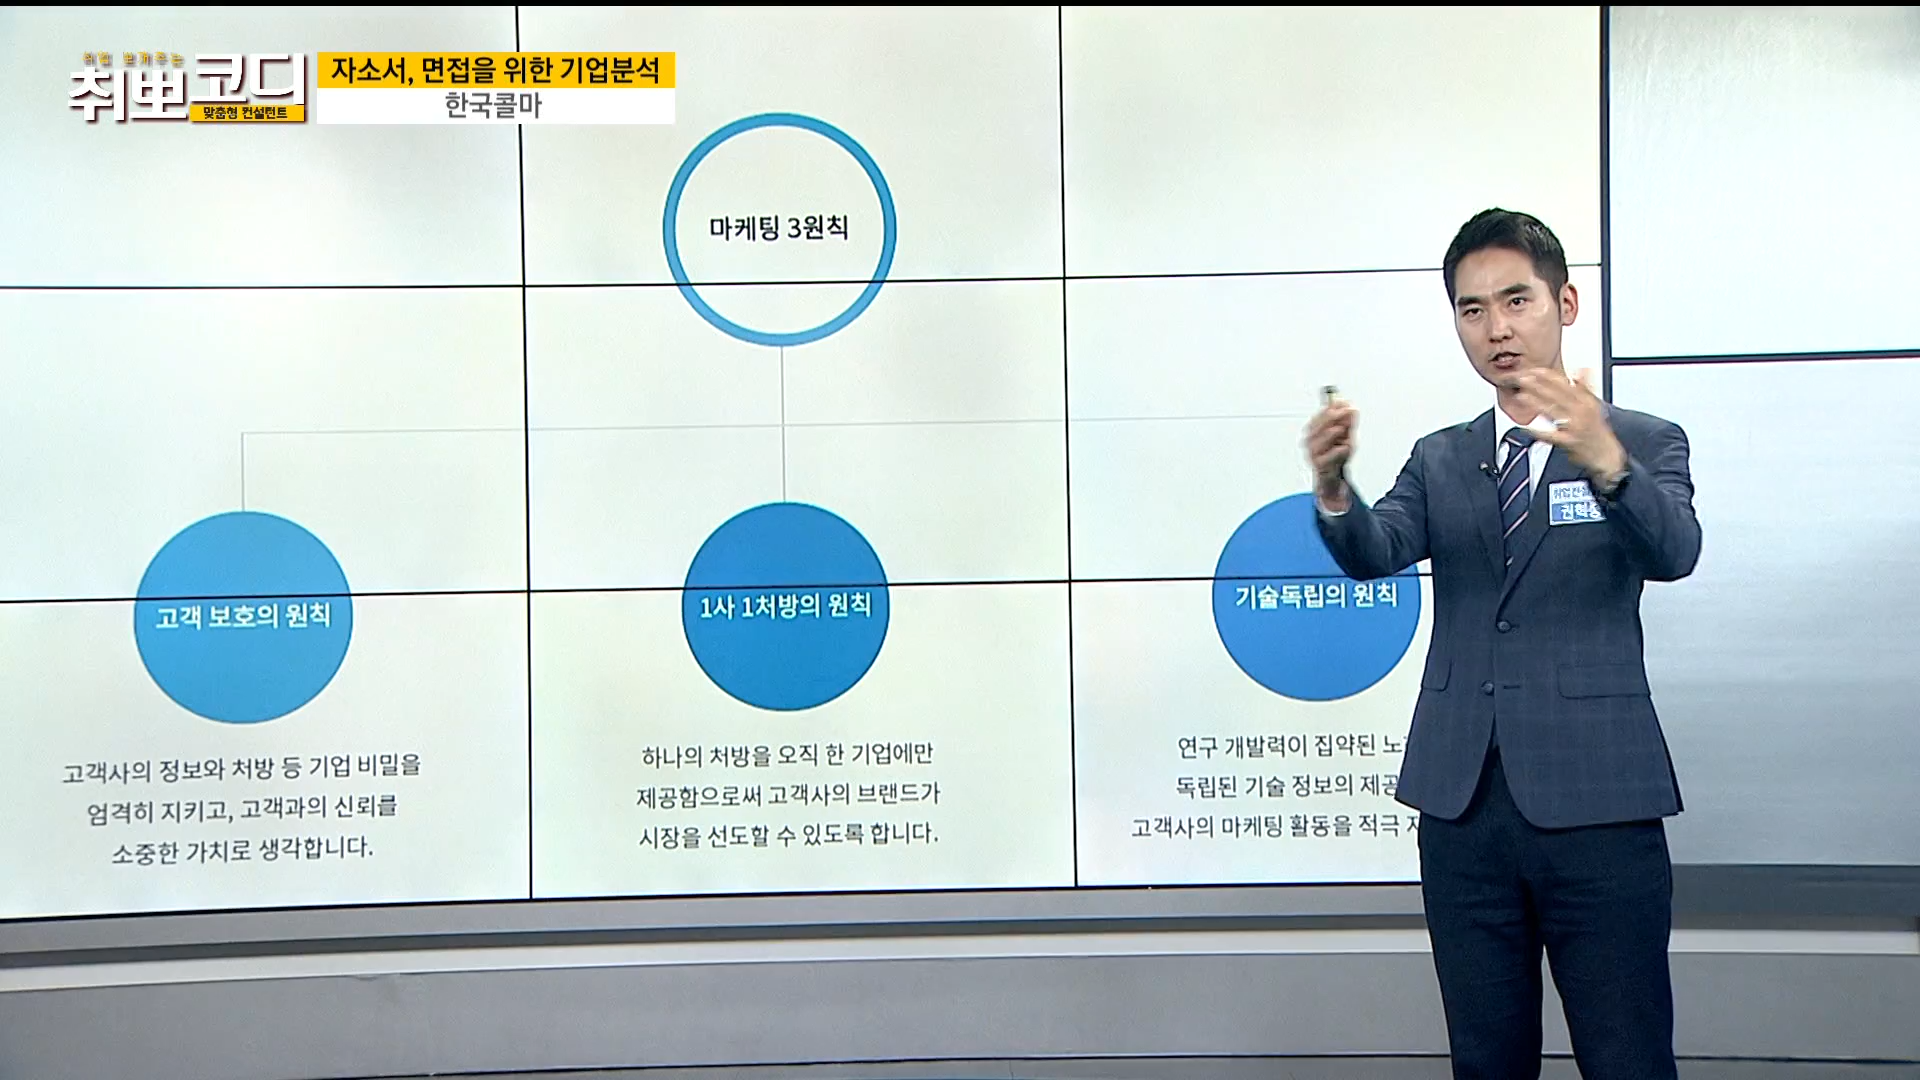 취업 뽀개주는
취뽀코디
맞춤형 컨설턴트
자소서, 면접을 위한 기업분석
한국콜마
마케팅 3원칙
고객 보호의 원칙
1사 1처방의 원칙
기술독립의 원칙
고객사의 정보와 처방 등 기업 비밀을
엄격히 지키고, 고객과의 신뢰를
소중한 가치로 생각합니다.
하나의 처방을 오직 한 기업에만
제공함으로써 고객사의 브랜드가
시장을 선도할 수 있도록 합니다.
연구 개발력이 집약된
독립된 기술 정보의
고객사의 마케팅 활동을 적극